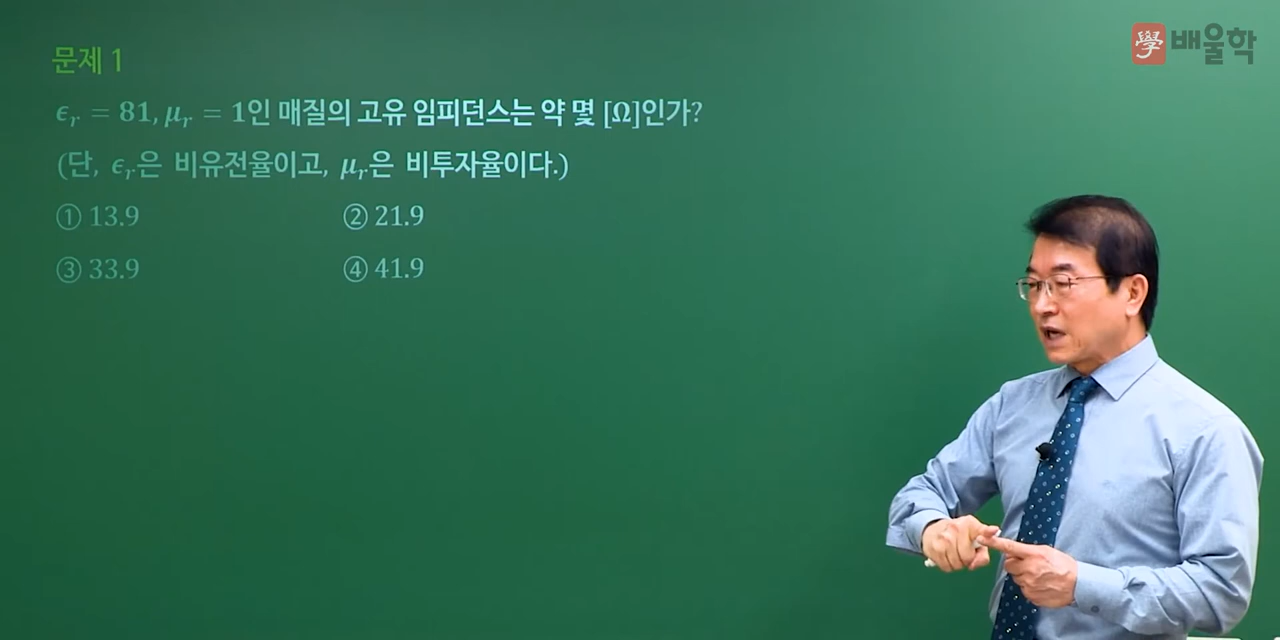 學 배울학
문제 1
ϵᵣ = 81, μᵣ = 1인 매질의 고유 임피던스는 약 몇 [Ω]인가?
(단, ϵᵣ은 비유전율이고, μᵣ은 비투자율이다.)
① 13.9 ② 21.9
③ 33.9 ④ 41.9